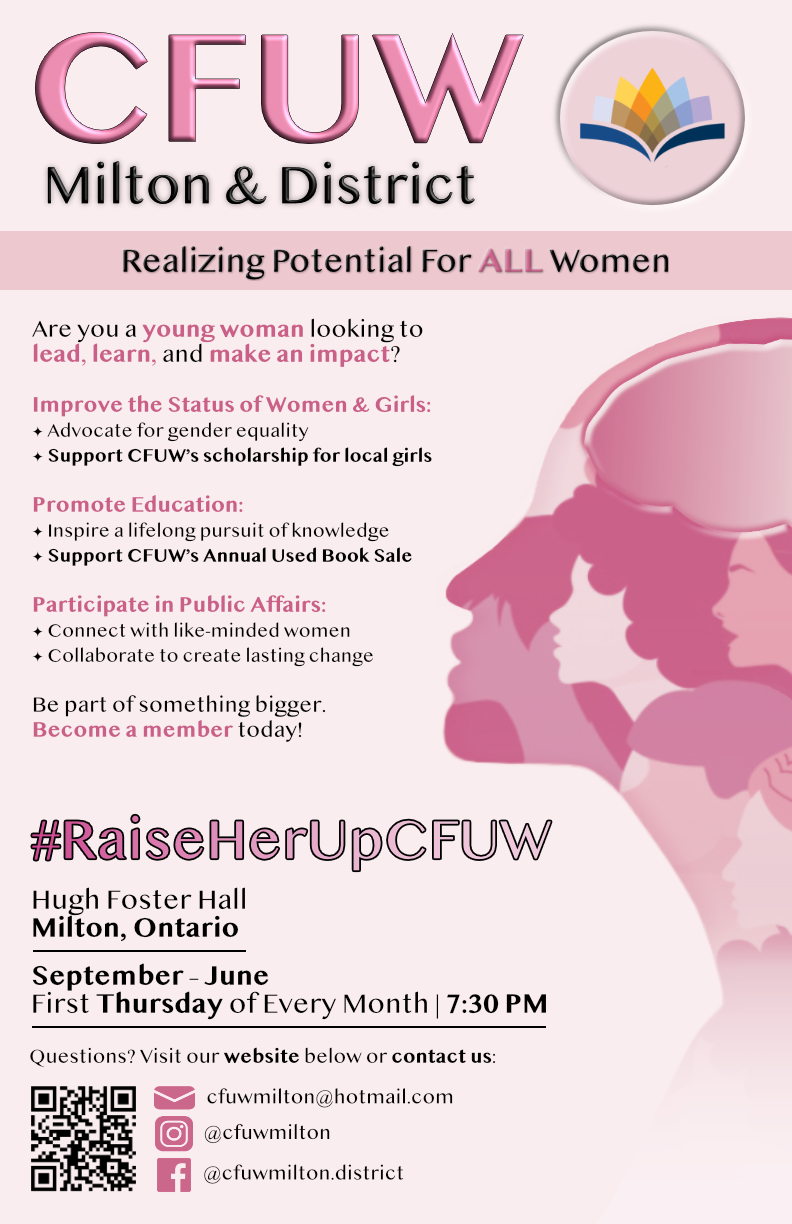 CFUW
Milton & District
Realizing Potential For ALL Women
Are you a young woman looking to
lead, learn, and make an impact?
Improve the Status of Women & Girls:
✦ Advocate for gender equality
✦ Support CFUW's scholarship for local girls
Promote Education:
✦ Inspire a lifelong pursuit of knowledge
✦ Support CFUW's Annual Used Book Sale
Participate in Public Affairs:
✦ Connect with like-minded women
✦ Collaborate to create lasting change
Be part of something bigger.
Become a member today!
#RaiseHerUpCFUW
Hugh Foster Hall
Milton, Ontario
September – June
First Thursday of Every Month | 7:30 PM
Questions? Visit our website below or contact us:
cfuwmilton@hotmail.com
@cfuwmilton
@cfuwmilton.district